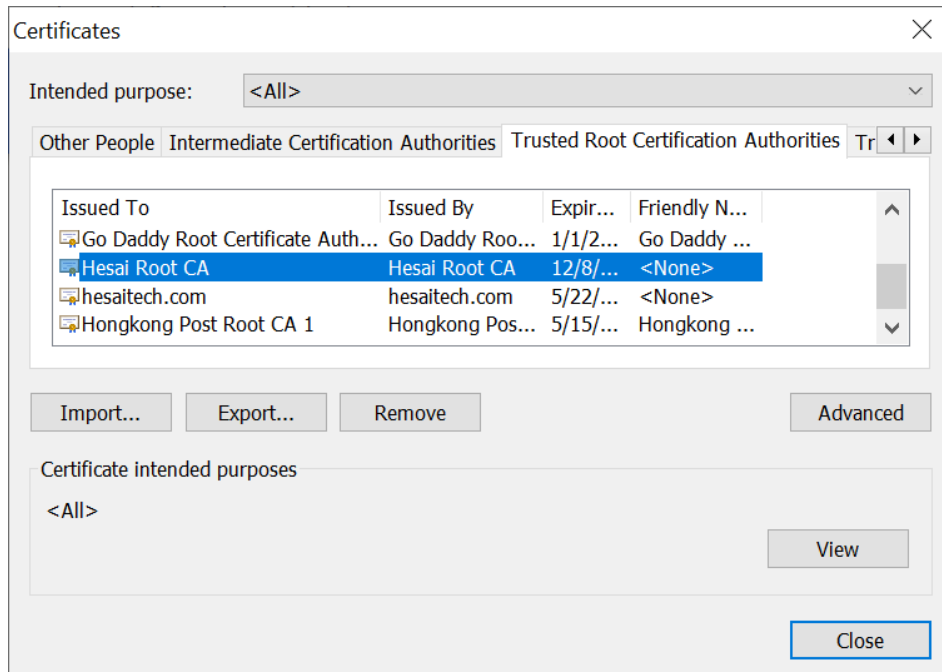 Certificates
Intended purpose: <All>
Other People Intermediate Certification Authorities Trusted Root Certification Authorities Tr
Issued To Issued By Expir... Friendly N...
Go Daddy Root Certificate Auth... Go Daddy Roo... 1/1/2... Go Daddy ...
Hesai Root CA Hesai Root CA 12/8/... <None>
hesaitech.com hesaitech.com 5/22/... <None>
Hongkong Post Root CA 1 Hongkong Pos... 5/15/... Hongkong ...
Import... Export... Remove Advanced
Certificate intended purposes
<All>
View
Close